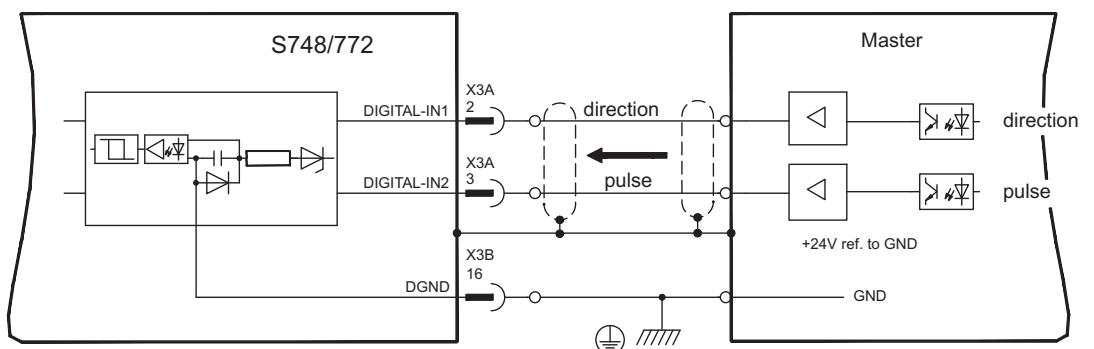 S748/772
Master
X3A
2
DIGITAL-IN1
direction
direction
X3A
3
DIGITAL-IN2
pulse
pulse
+24V ref. to GND
X3B
16
DGND
GND